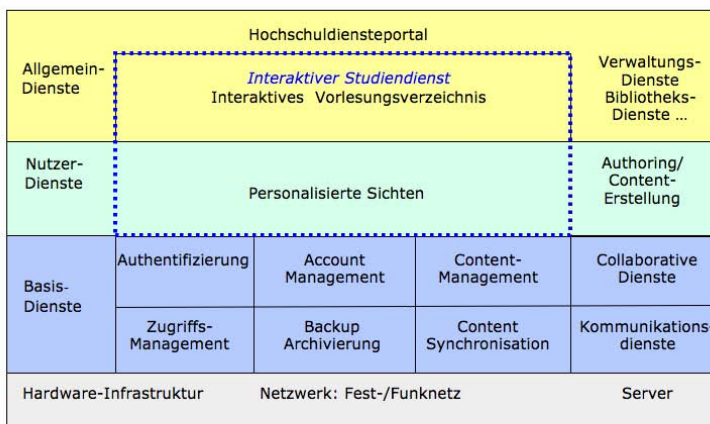 Hochschuldiensteportal
Allgemein-
Dienste
Interaktiver Studiendienst
Interaktives Vorlesungsverzeichnis
Verwaltungs-
Dienste
Bibliotheks-
Dienste ...
Nutzer-
Dienste
Personalisierte Sichten
Authoring/
Content-
Erstellung
Basis-
Dienste
Authentifizierung
Account
Management
Content-
Management
Collaborative
Dienste
Zugriffs-
Management
Backup
Archivierung
Content
Synchronisation
Kommunikations-
dienste
Hardware-Infrastruktur
Netzwerk: Fest-/Funknetz
Server